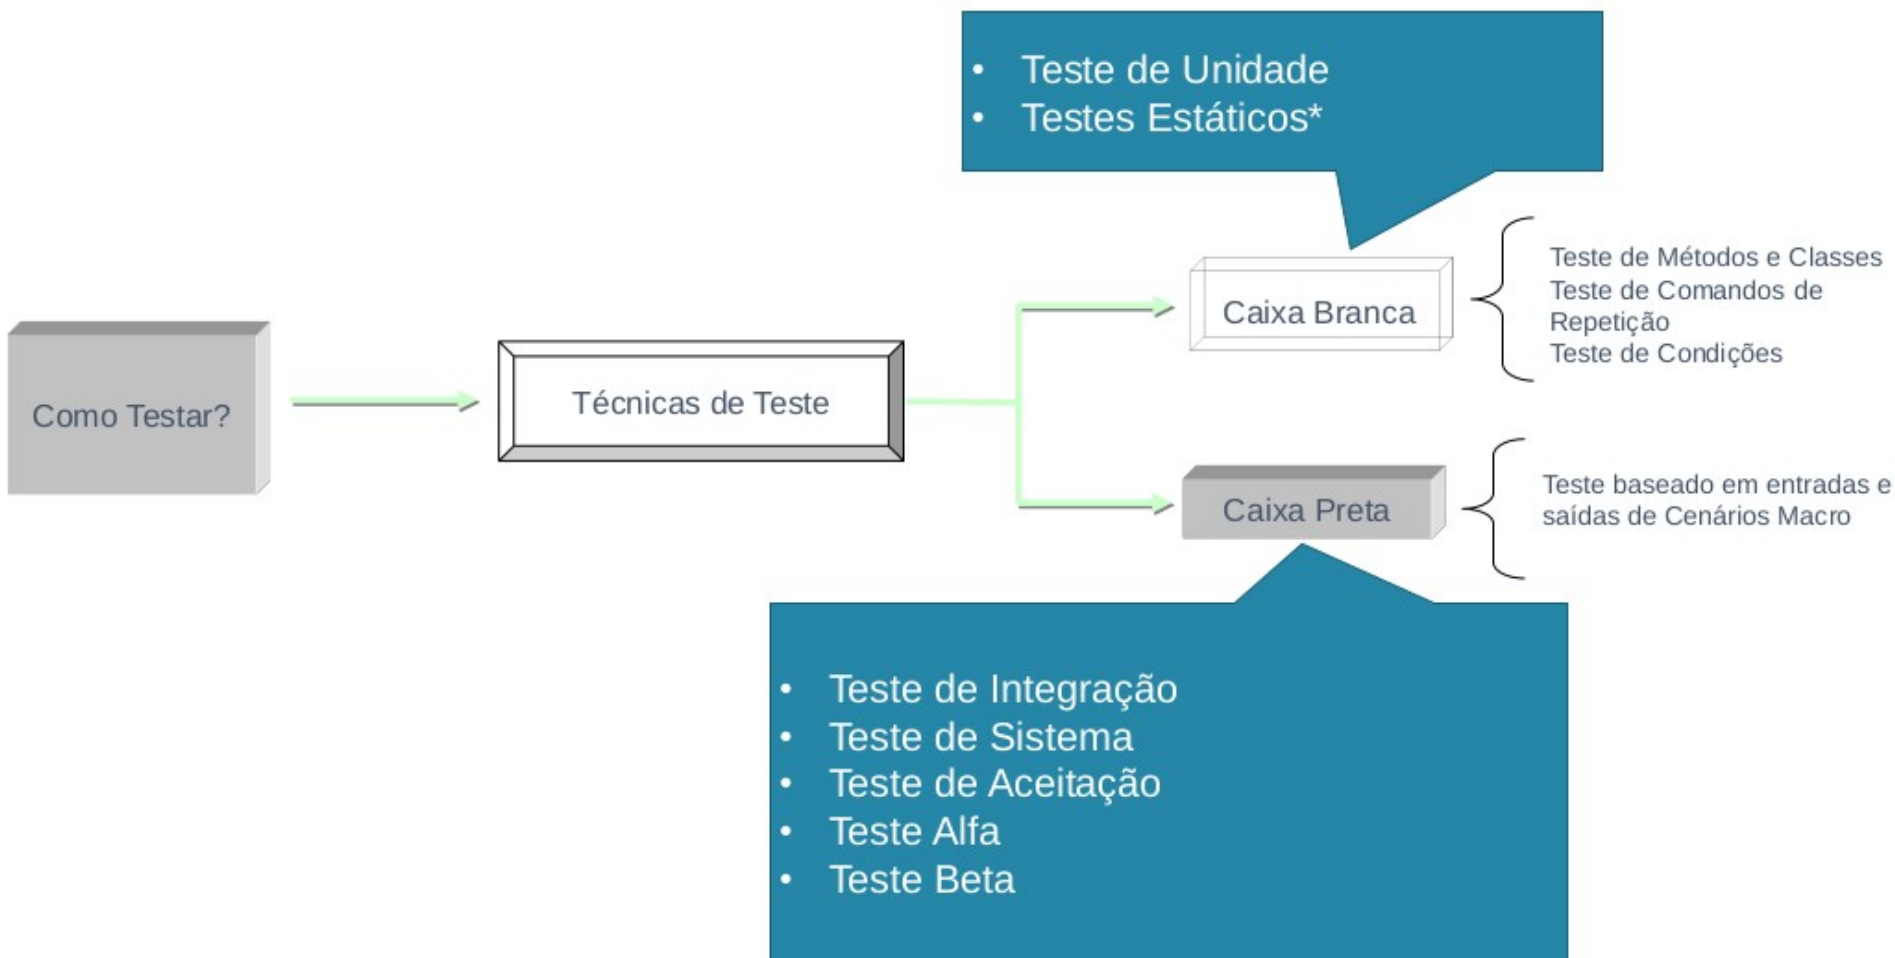 • Teste de Unidade
• Testes Estáticos*
Como Testar?
Técnicas de Teste
Caixa Branca
Teste de Métodos e Classes
Teste de Comandos de
Repetição
Teste de Condições
Caixa Preta
Teste baseado em entradas e
saídas de Cenários Macro
• Teste de Integração
• Teste de Sistema
• Teste de Aceitação
• Teste Alfa
• Teste Beta